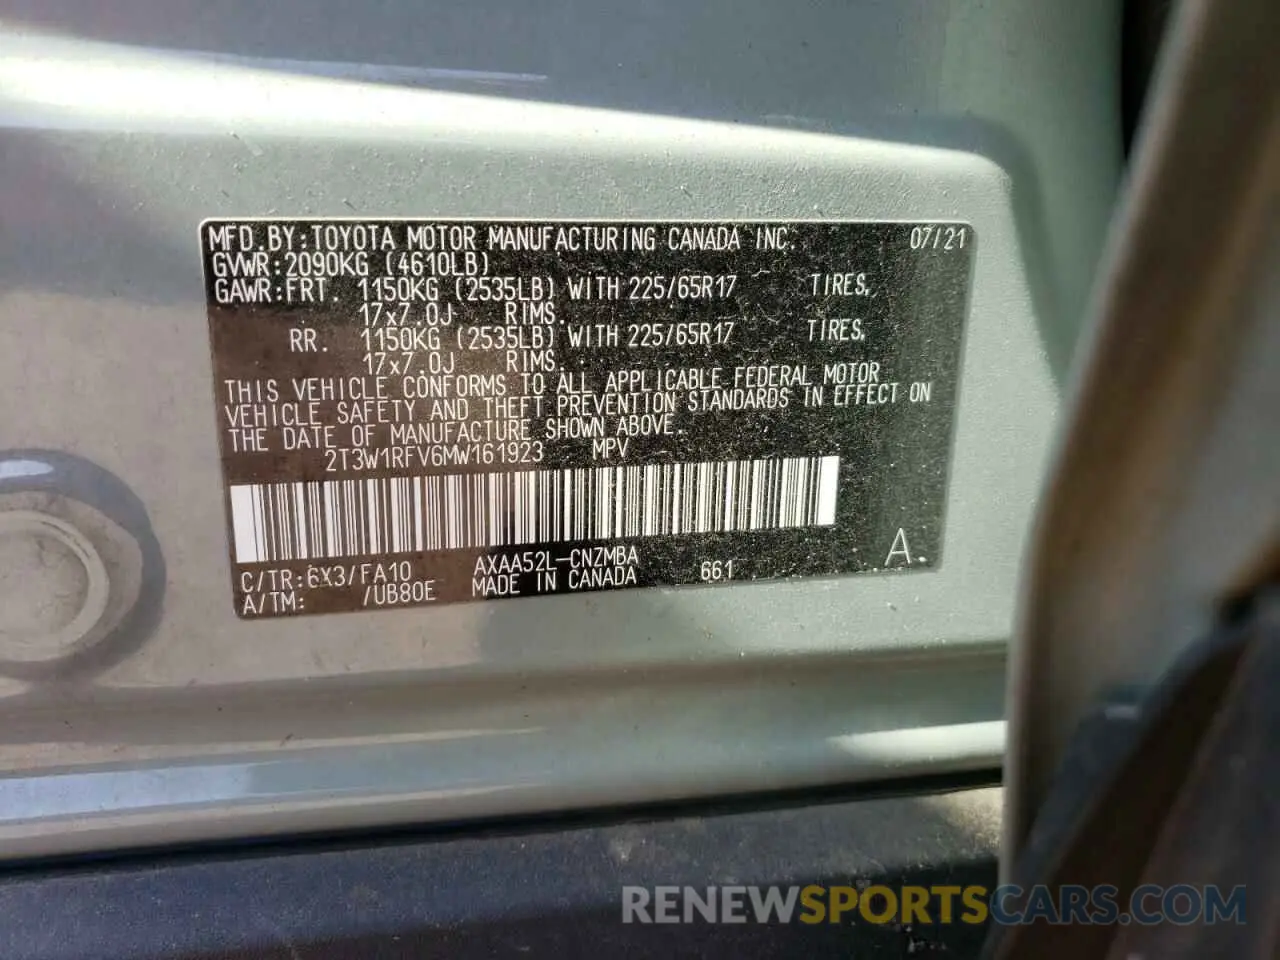 MFD.BY:TOYOTA MOTOR MANUFACTURING CANADA INC. 07/21
GVWR:2090KG (4610LB)
GAWR:FRT. 1150KG (2535LB) WITH 225/65R17 TIRES,
17x7.0J RIMS.
RR. 1150KG (2535LB) WITH 225/65R17 TIRES,
17x7.0J RIMS.
THIS VEHICLE CONFORMS TO ALL APPLICABLE FEDERAL MOTOR
VEHICLE SAFETY AND THEFT PREVENTION STANDARDS IN EFFECT ON
THE DATE OF MANUFACTURE SHOWN ABOVE.
2T3W1RFV6MW161923 MPV
A.
C/TR:6X3/FA10 AXAA52L-CNZMBA 661
A/TM: /UB80E MADE IN CANADA
RENEWSPORTSCARS.COM